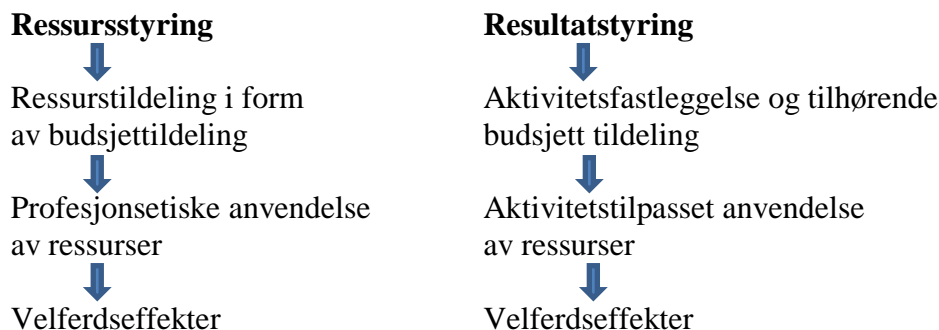 Ressursstyring
Ressurstildeling i form
av budsjettildeling
Profesjonsetiske anvendelse
av ressurser
Velferdseffekter
Resultatstyring
Aktivitetsfastleggelse og tilhørende
budsjett tildeling
Aktivitetstilpasset anvendelse
av ressurser
Velferdseffekter